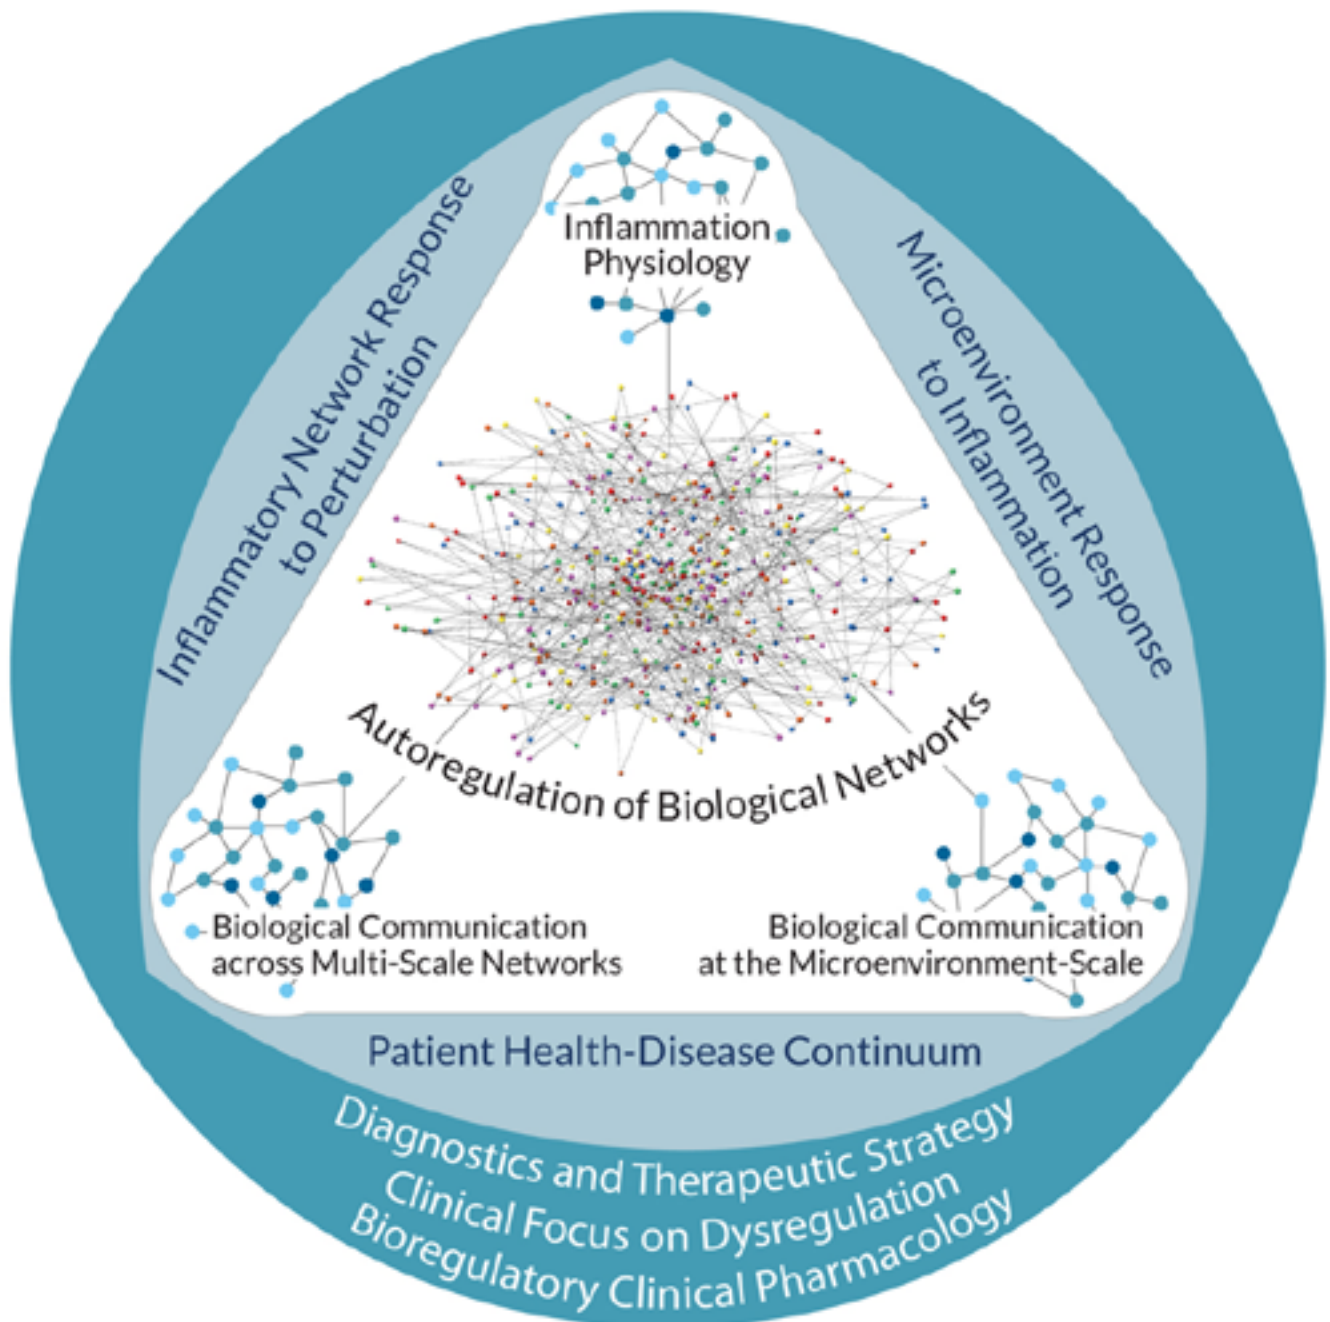 Inflammation
Physiology
Inflammatory Network Response
to Perturbation
Microenvironment Response
to Inflammation
Autoregulation of Biological Networks
Biological Communication
across Multi-Scale Networks
Biological Communication
at the Microenvironment-Scale
Patient Health-Disease Continuum
Diagnostics and Therapeutic Strategy
Clinical Focus on Dysregulation
Bioregulatory Clinical Pharmacology